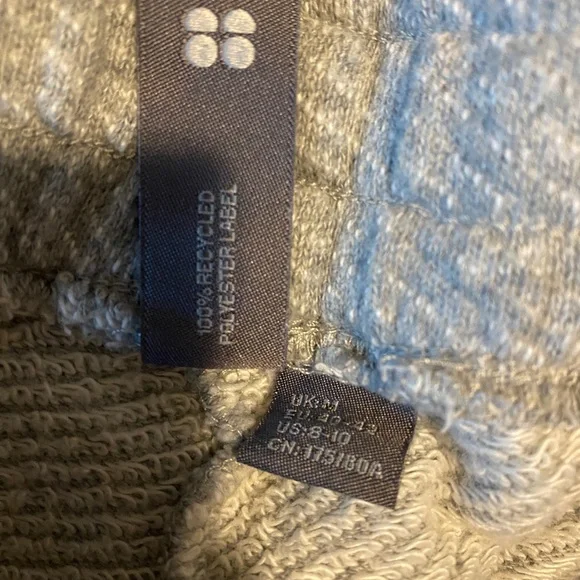 100% RECYCLED
POLYESTER LABEL
UK: M
EU: 40-42
US: 8-10
CN: 175/80A